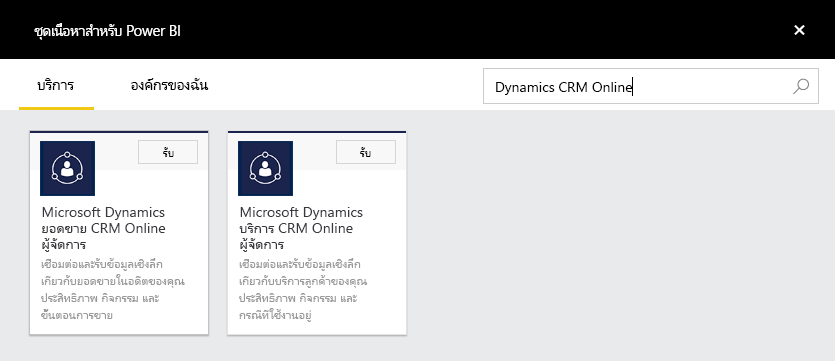 ชุดเนื้อหาสำหรับ Power BI
บริการ
องค์กรของฉัน
Dynamics CRM Online
รับ
Microsoft Dynamics
ยอดขาย CRM Online
ผู้จัดการ
เชื่อมต่อและรับข้อมูลเชิงลึก
เกี่ยวกับยอดขายในอดีตของคุณ
ประสิทธิภาพ กิจกรรม และ
ขั้นตอนการขาย
รับ
Microsoft Dynamics
บริการ CRM Online
ผู้จัดการ
เชื่อมต่อและรับข้อมูลเชิงลึก
เกี่ยวกับบริการลูกค้าของคุณ
ประสิทธิภาพ กิจกรรม และ
กรณีที่ใช้งานอยู่